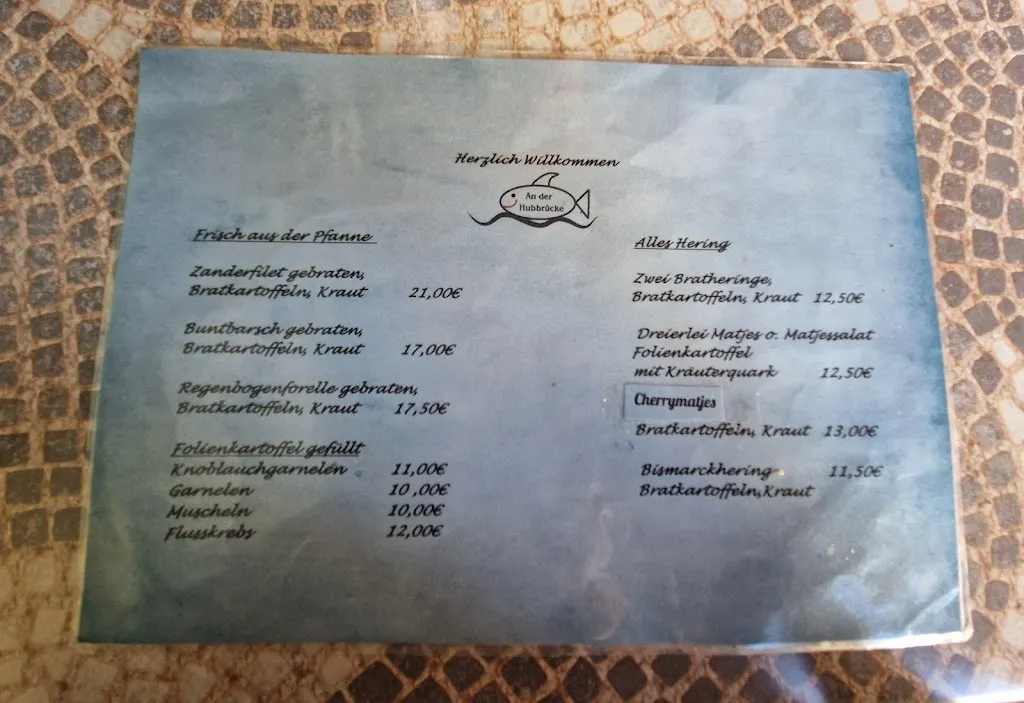 Herzlich Willkommen
An der
Hubbrücke
Frisch aus der Pfanne
Zanderfilet gebraten,
Bratkartoffeln, Kraut 21,00€
Buntbarsch gebraten,
Bratkartoffeln, Kraut 17,00€
Regenbogenforelle gebraten,
Bratkartoffeln, Kraut 17,50€
Folienkartoffel gefüllt
Knoblauchgarnelen 11,00€
Garnelen 10 ,00€
Muscheln 10,00€
Flusskrebs 12,00€
Alles Hering
Zwei Bratheringe,
Bratkartoffeln, Kraut 12,50€
Dreierlei Matjes o. Matjessalat
Folienkartoffel
mit Kräuterquark 12,50€
Cherrymatjes
Bratkartoffeln, Kraut 13,00€
Bismarckhering 11,50€
Bratkartoffeln,Kraut